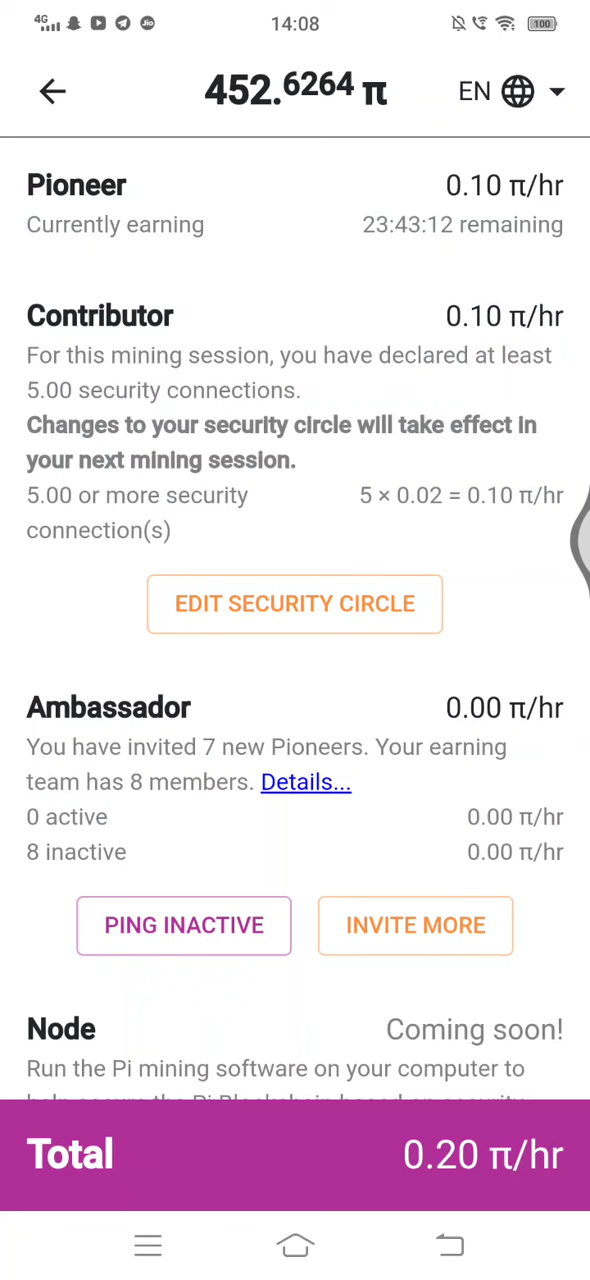 4G Jio 14:08 100
452.6264 π EN
Pioneer 0.10 π/hr
Currently earning 23:43:12 remaining
Contributor 0.10 π/hr
For this mining session, you have declared at least
5.00 security connections.
Changes to your security circle will take effect in
your next mining session.
5.00 or more security 5 × 0.02 = 0.10 π/hr
connection(s)
EDIT SECURITY CIRCLE
Ambassador 0.00 π/hr
You have invited 7 new Pioneers. Your earning
team has 8 members. Details...
0 active 0.00 π/hr
8 inactive 0.00 π/hr
PING INACTIVE INVITE MORE
Node Coming soon!
Run the Pi mining software on your computer to
Total 0.20 π/hr